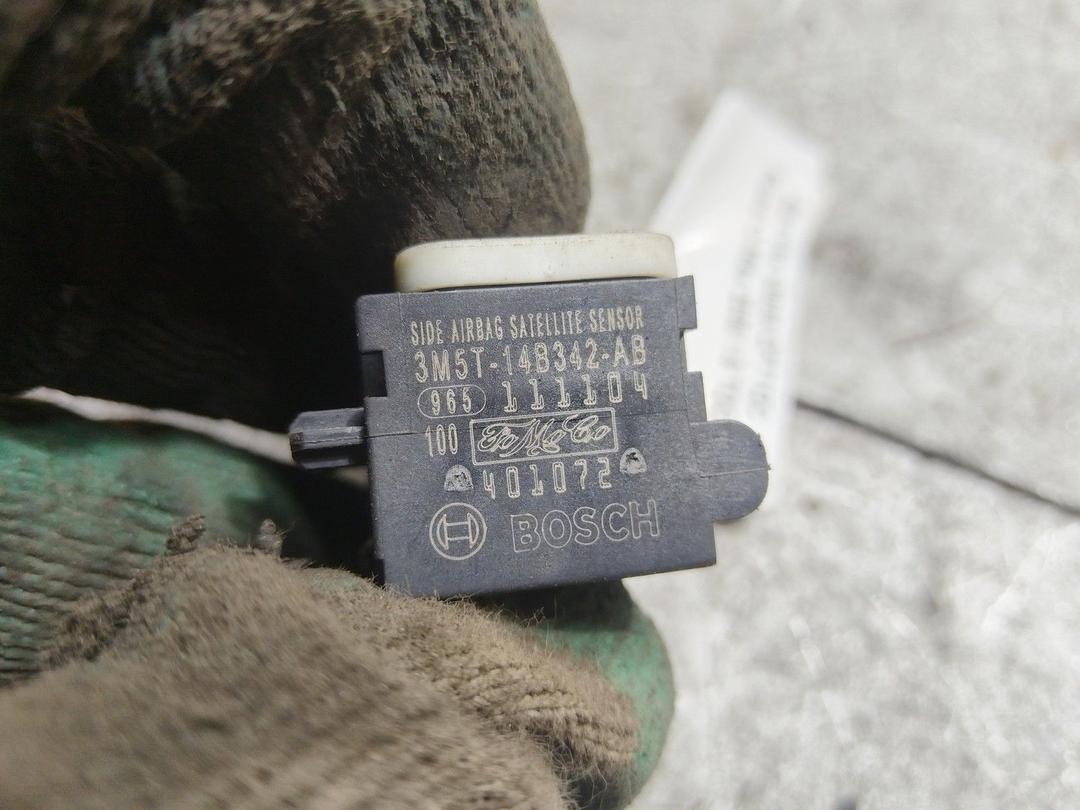 SIDE AIRBAG SATELLITE SENSOR
3M5T-14B342-AB
965 111104
100 FoMoCo
401072
BOSCH